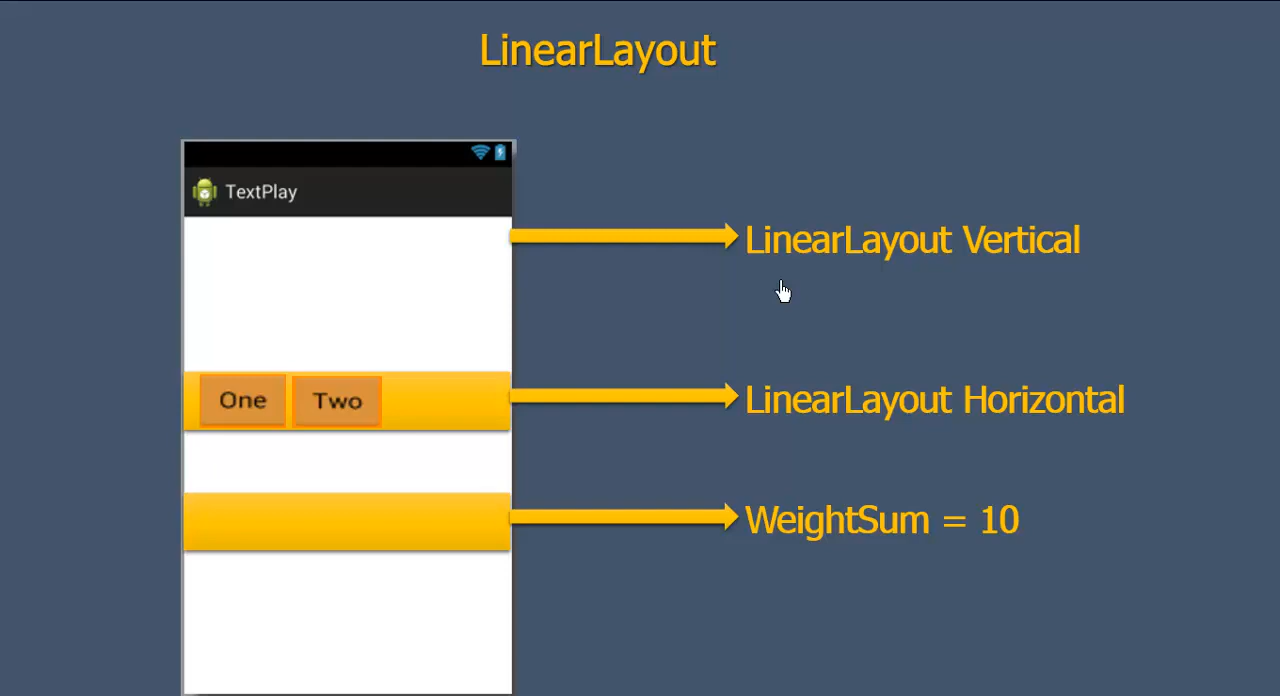 LinearLayout
TextPlay
LinearLayout Vertical
One Two
LinearLayout Horizontal
WeightSum = 10